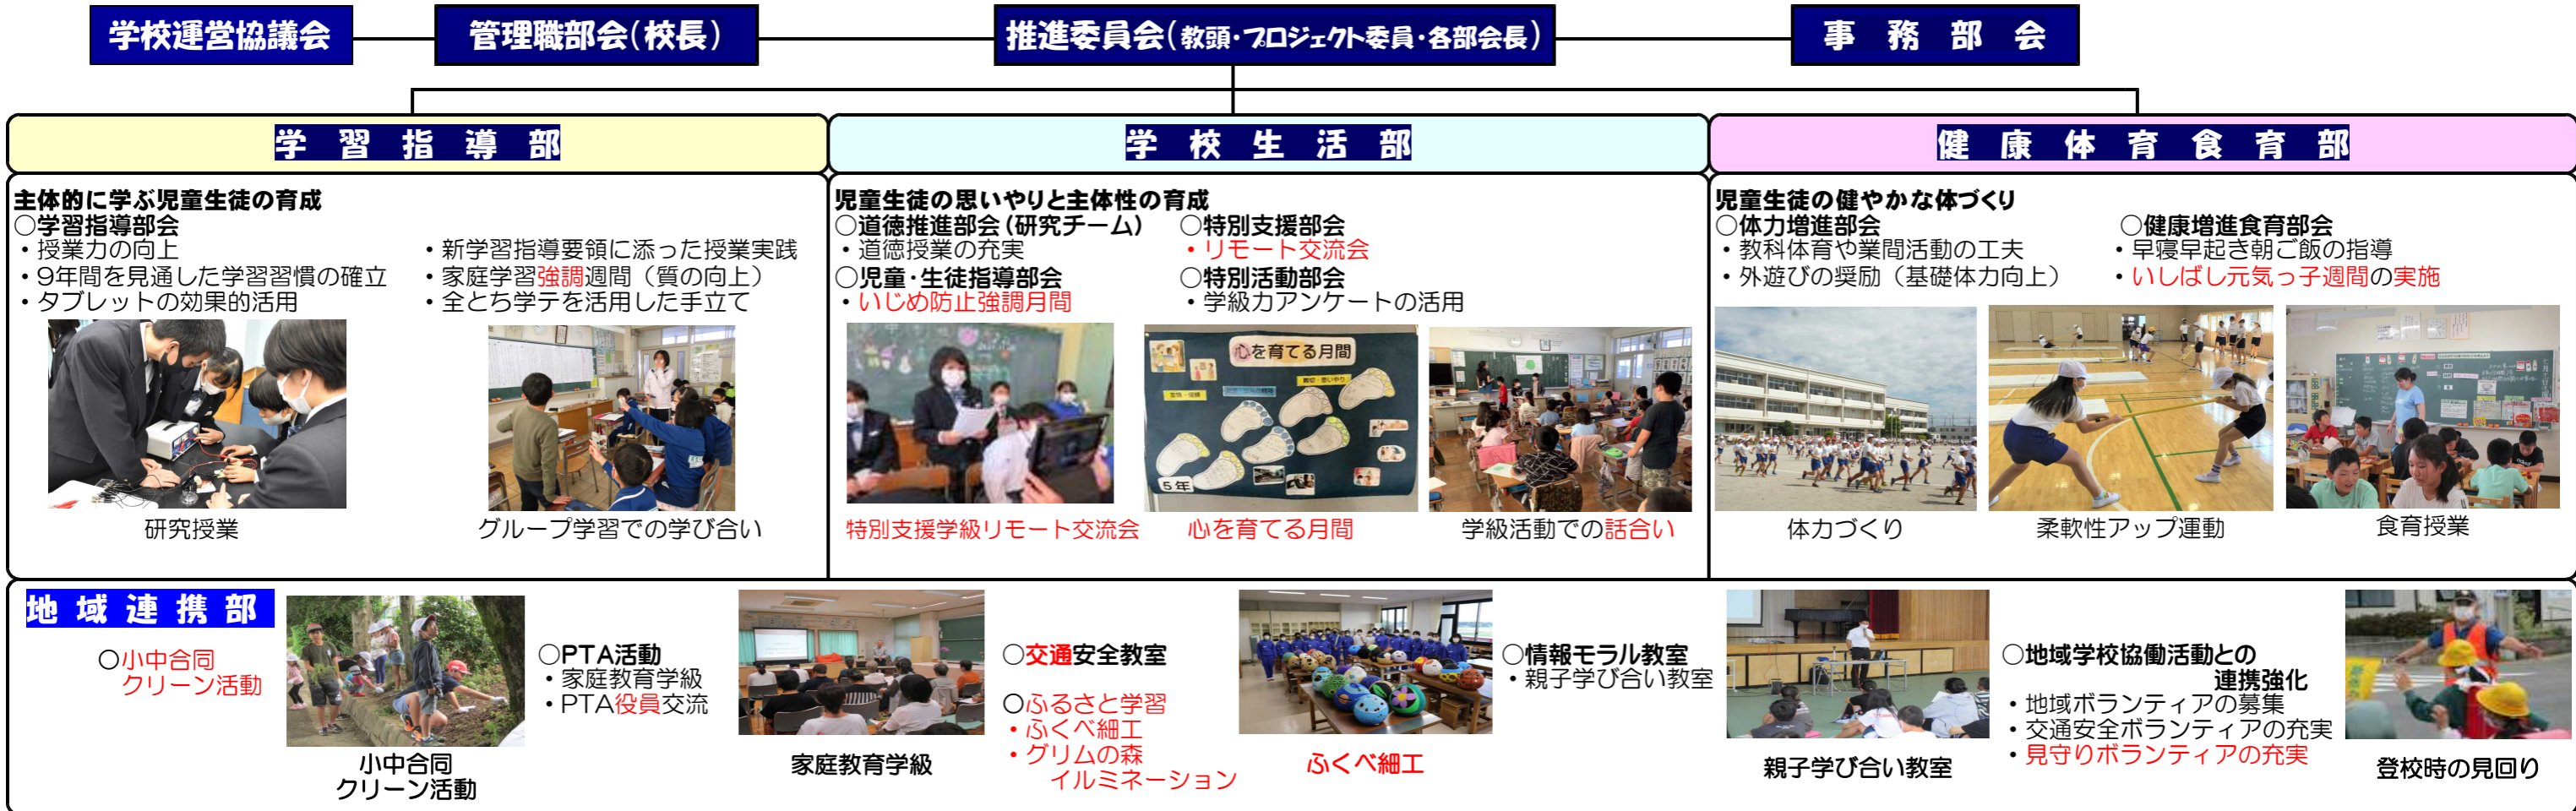 学校運営協議会
管理職部会(校長)
推進委員会(教頭・プロジェクト委員・各部会長)
事務部会
学習指導部
主体的に学ぶ児童生徒の育成
○学習指導部会
・授業力の向上
・9年間を見通した学習習慣の確立
・タブレットの効果的活用
・新学習指導要領に添った授業実践
・家庭学習強調週間（質の向上）
・全とち学テを活用した手立て
研究授業
グループ学習での学び合い
学校生活部
児童生徒の思いやりと主体性の育成
○道徳推進部会(研究チーム)
・道徳授業の充実
○児童・生徒指導部会
・いじめ防止強調月間
○特別支援部会
・リモート交流会
○特別活動部会
・学級力アンケートの活用
心を育てる月間
親切・思いやり
5年
特別支援学級リモート交流会
心を育てる月間
学級活動での話合い
健康体育食育部
児童生徒の健やかな体づくり
○体力増進部会
・教科体育や業間活動の工夫
・外遊びの奨励（基礎体力向上）
○健康増進食育部会
・早寝早起き朝ご飯の指導
・いしばし元気っ子週間の実施
体力づくり
柔軟性アップ運動
食育授業
地域連携部
○小中合同
クリーン活動
小中合同
クリーン活動
○PTA活動
・家庭教育学級
・PTA役員交流
家庭教育学級
○交通安全教室
○ふるさと学習
・ふくべ細工
・グリムの森
イルミネーション
ふくべ細工
○情報モラル教室
・親子学び合い教室
親子学び合い教室
○地域学校協働活動との
連携強化
・地域ボランティアの募集
・交通安全ボランティアの充実
・見守りボランティアの充実
登校時の見回り